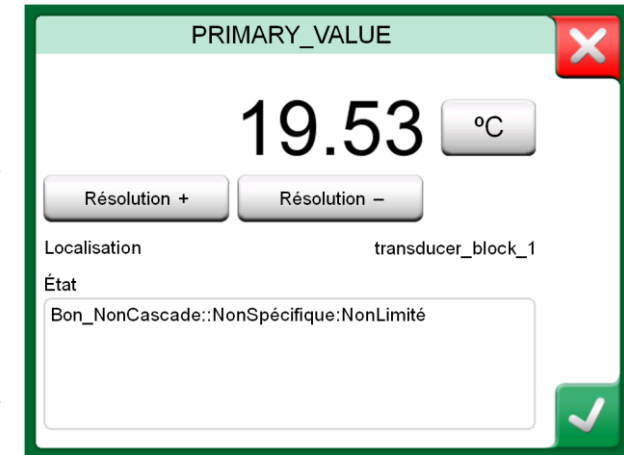 PRIMARY_VALUE
19.53 ºC
Résolution + Résolution –
Localisation transducer_block_1
État
Bon_NonCascade::NonSpécifique:NonLimité